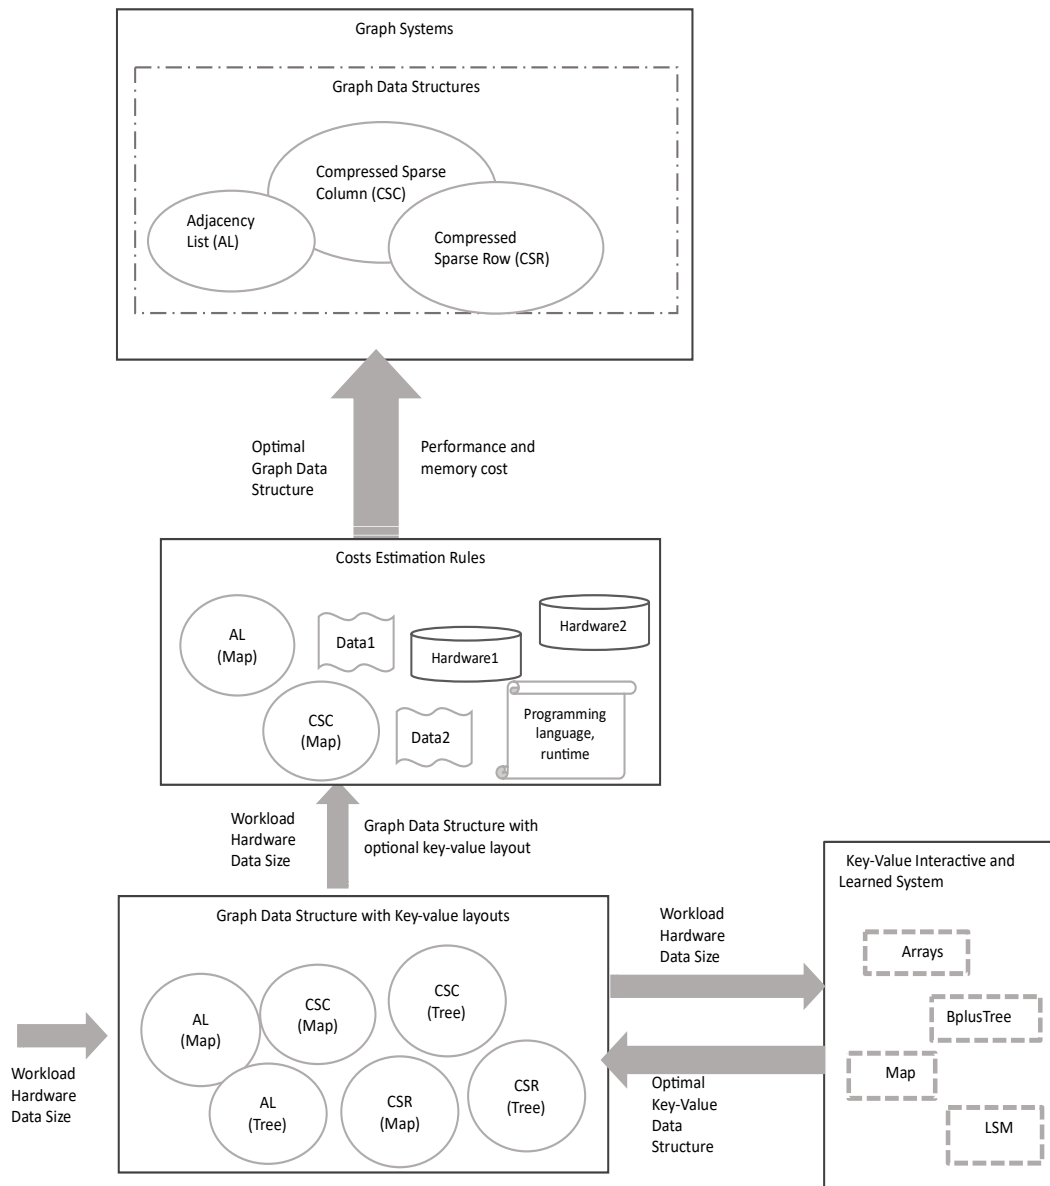 Graph Systems
Graph Data Structures
Compressed Sparse
Column (CSC)
Adjacency
List (AL)
Compressed
Sparse Row (CSR)
Optimal
Graph Data
Structure
Performance and
memory cost
Costs Estimation Rules
AL
(Map)
Data1
Hardware1
Hardware2
CSC
(Map)
Data2
Programming
language,
runtime
Workload
Hardware
Data Size
Graph Data Structure with
optional key-value layout
Graph Data Structure with Key-value layouts
AL
(Map)
CSC
(Map)
CSC
(Tree)
AL
(Tree)
CSR
(Map)
CSR
(Tree)
Workload
Hardware
Data Size
Workload
Hardware
Data Size
Optimal
Key-Value
Data
Structure
Key-Value Interactive and
Learned System
Arrays
BplusTree
Map
LSM